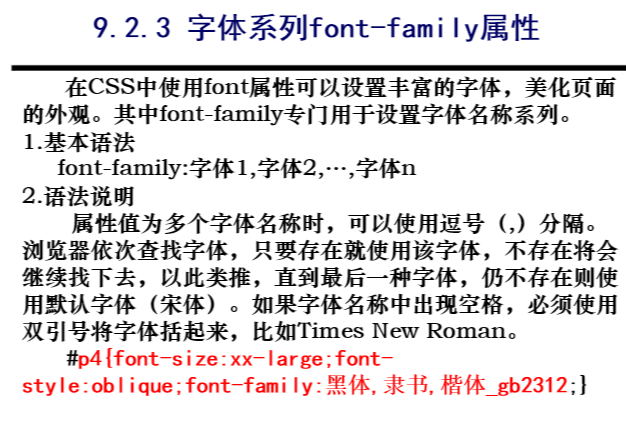 9.2.3 字体系列font-family属性
在CSS中使用font属性可以设置丰富的字体，美化页面
的外观。其中font-family专门用于设置字体名称系列。
1.基本语法
font-family:字体1,字体2,…,字体n
2.语法说明
属性值为多个字体名称时，可以使用逗号（,）分隔。
浏览器依次查找字体，只要存在就使用该字体，不存在将会
继续找下去，以此类推，直到最后一种字体，仍不存在则使
用默认字体（宋体）。如果字体名称中出现空格，必须使用
双引号将字体括起来，比如Times New Roman。
#p4{font-size:xx-large;font-
style:oblique;font-family:黑体,隶书,楷体_gb2312;}